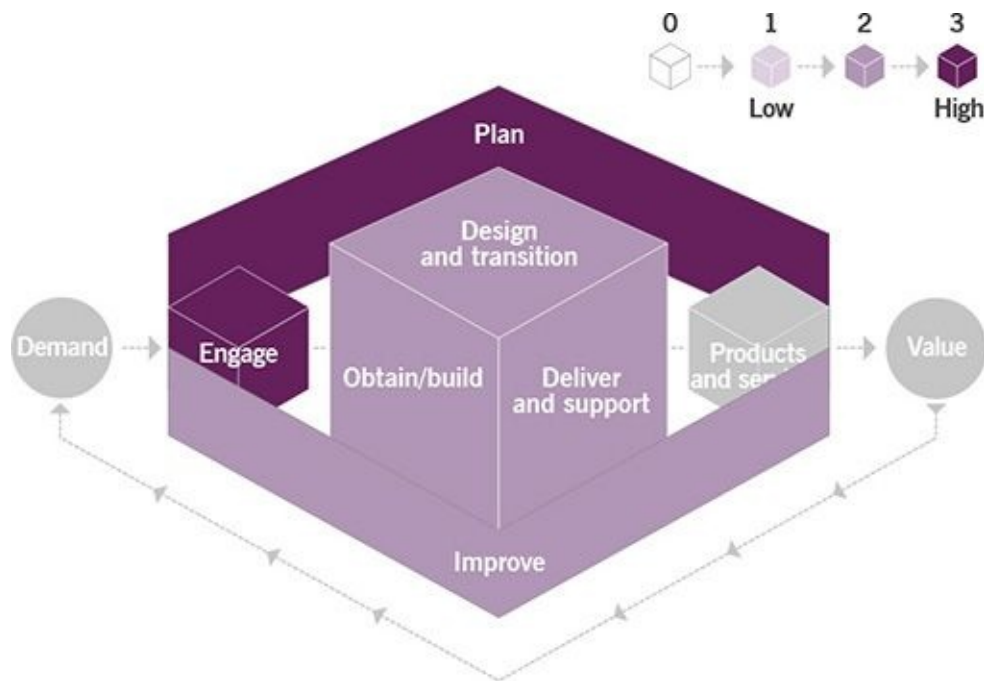 0 1 2 3
Low High
Plan
Design
and transition
Demand
Engage
Obtain/build
Deliver
and support
Products
and
Value
Improve